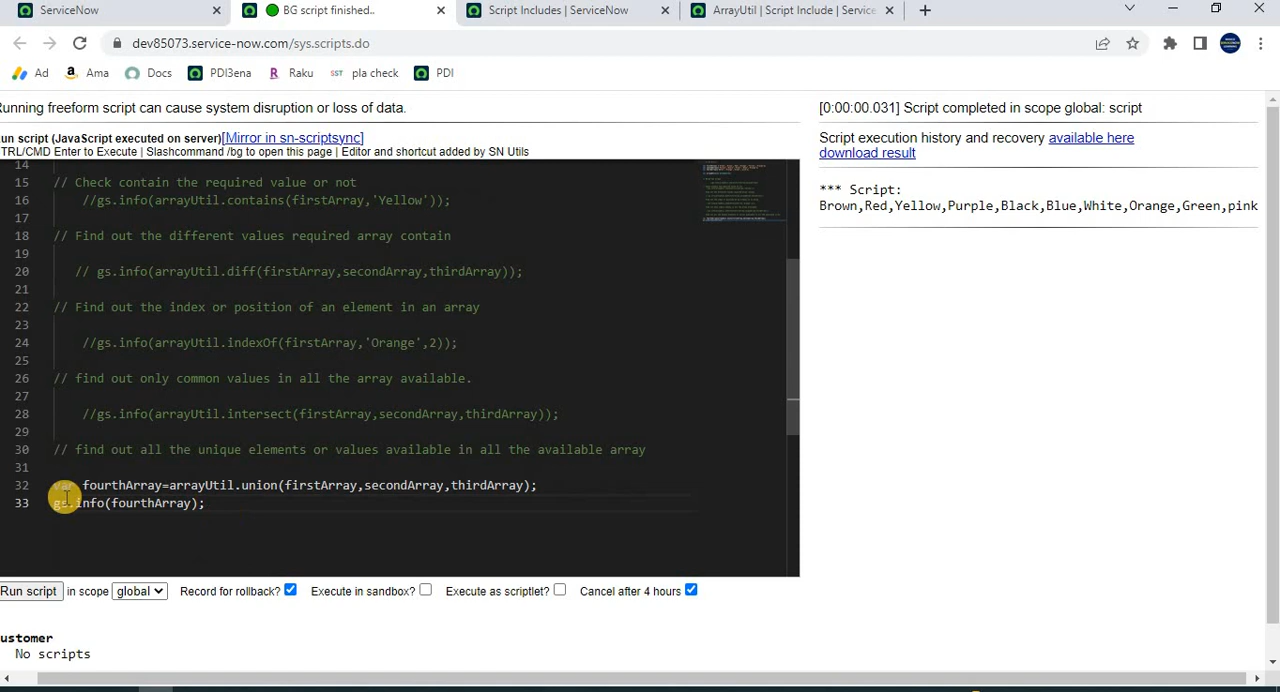 ServiceNow
BG script finished..
Script Includes | ServiceNow
ArrayUtil | Script Include | Service
dev85073.service-now.com/sys.scripts.do
Ad
Ama
Docs
PDI3ena
Raku
SST pla check
PDI
Running freeform script can cause system disruption or loss of data.
un script (JavaScript executed on server)[Mirror in sn-scriptsync]
TRL/CMD Enter to Execute | Slashcommand /bg to open this page | Editor and shortcut added by SN Utils
14
15 // Check contain the required value or not
16 //gs.info(arrayUtil.contains(firstArray,'Yellow'));
17
18 // Find out the different value required array contain
19
20 // gs.info(arrayUtil.diff(firstArray,secondArray,thirdArray));
21
22 // Find out the index or position of an element in an array
23
24 //gs.info(arrayUtil.indexOf(firstArray,'Orange',2));
25
26 // find out only common values in all the array available.
27
28 //gs.info(arrayUtil.intersect(firstArray,secondArray,thirdArray));
29
30 // find out all the unique elements or values available in all the available array
31
32 var fourthArray=arrayUtil.union(firstArray,secondArray,thirdArray);
33 gs.info(fourthArray);
Run script in scope global Record for rollback? Execute in sandbox? Execute as scriptlet? Cancel after 4 hours
ustomer
No scripts
[0:00:00.031] Script completed in scope global: script
Script execution history and recovery available here
download result
*** Script:
Brown,Red,Yellow,Purple,Black,Blue,White,Orange,Green,pink